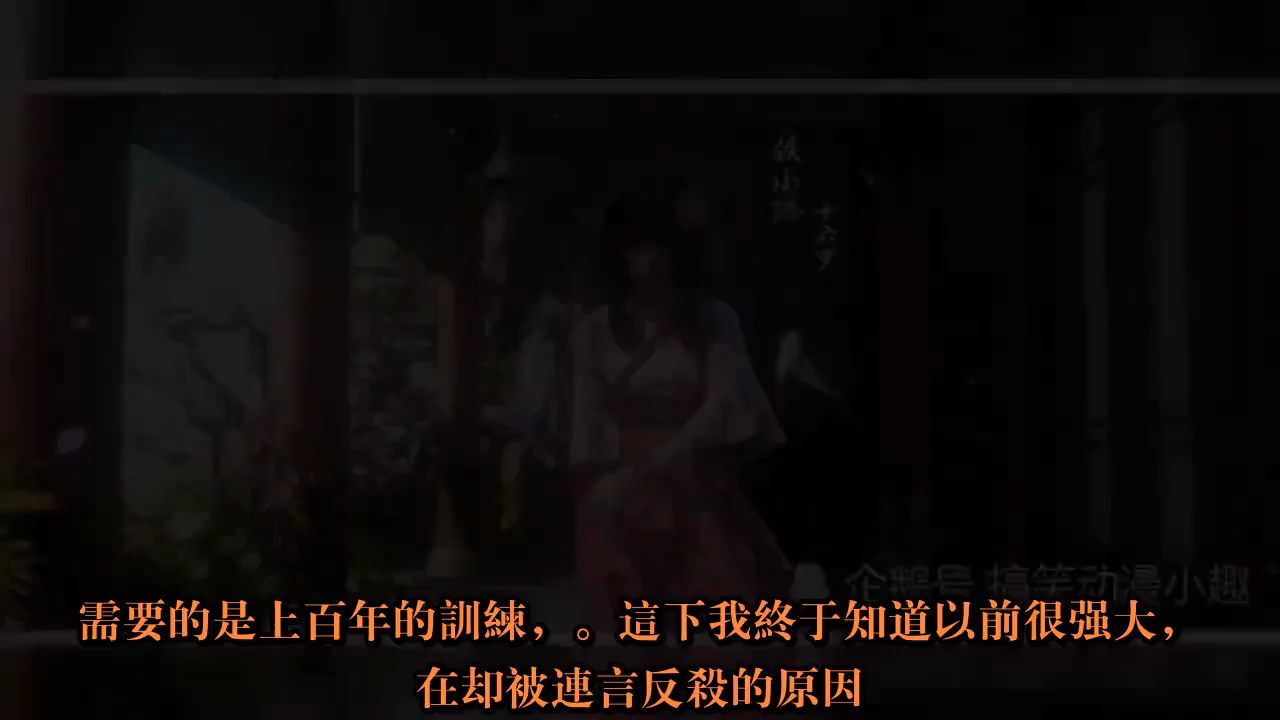 企鹅号 搞笑动漫小趣
需要的是上百年的訓練，。這下我終于知道以前很强大，
在却被連言反殺的原因